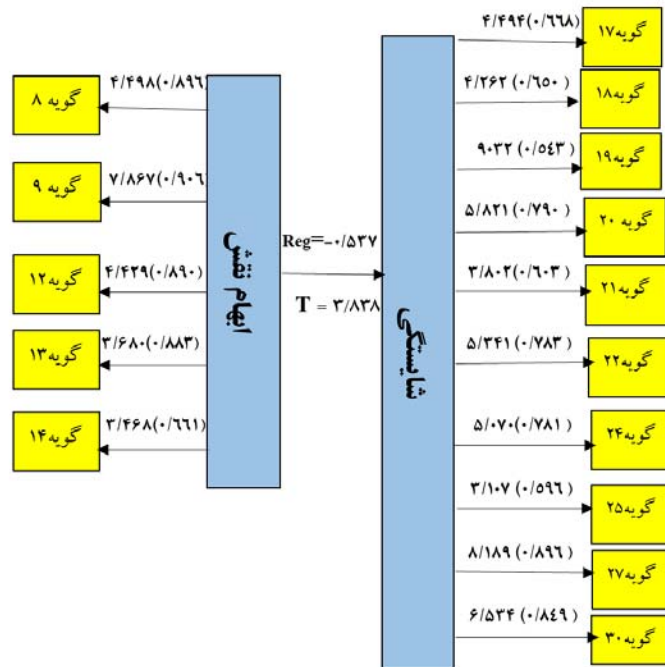 گویه۱۷
۴/۴۹۴(۰/۶۶۸)
گویه۱۸
۴/۲۶۲ (۰/۶۵۰)
گویه۱۹
۹۰۳۲ (۰/۵۴۳)
گویه ۲۰
۵/۸۲۱ (۰/۷۹۰)
گویه۲۱
۳/۸۰۲ (۰/۶۰۳)
گویه۲۲
۵/۳۴۱ (۰/۷۸۳)
گویه۲۴
۵/۰۷۰(۰/۷۸۱)
گویه۲۵
۳/۱۰۷ (۰/۵۹۶)
گویه۲۷
۸/۱۸۹ (۰/۸۹۶)
گویه۳۰
۶/۵۳۴ (۰/۸٤۹)
شایستگی
Reg=-۰/۵۳۷
T = ۳/۸۳۸
ابهام نقش
۴/۴۹۸(۰/۸۹۶)
گویه ۸
۷/۸۶۷(۰/۹۰۶
گویه ۹
۴/۴۲۹(۰/۸۹۰)
گویه۱۲
۳/۶۸۰(۰/۸۸۳)
گویه۱۳
۳/۴۶۸(۰/۶۶۱)
گویه۱۴